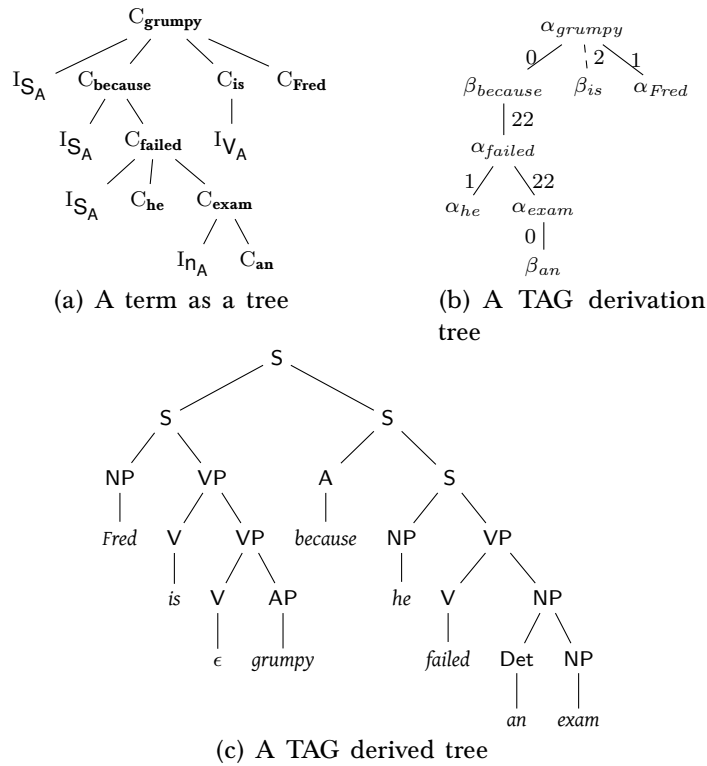 C_grumpy
I_S_A C_because C_is C_Fred
I_S_A C_failed I_V_A
I_S_A C_he C_exam
I_n_A C_an
(a) A term as a tree
α_grumpy
0 2 1
β_because β_is α_Fred
22
α_failed
1 22
α_he α_exam
0
β_an
(b) A TAG derivation
tree
S
S S
NP VP A S
Fred V VP because NP VP
is V AP he V NP
ϵ grumpy failed Det NP
an exam
(c) A TAG derived tree